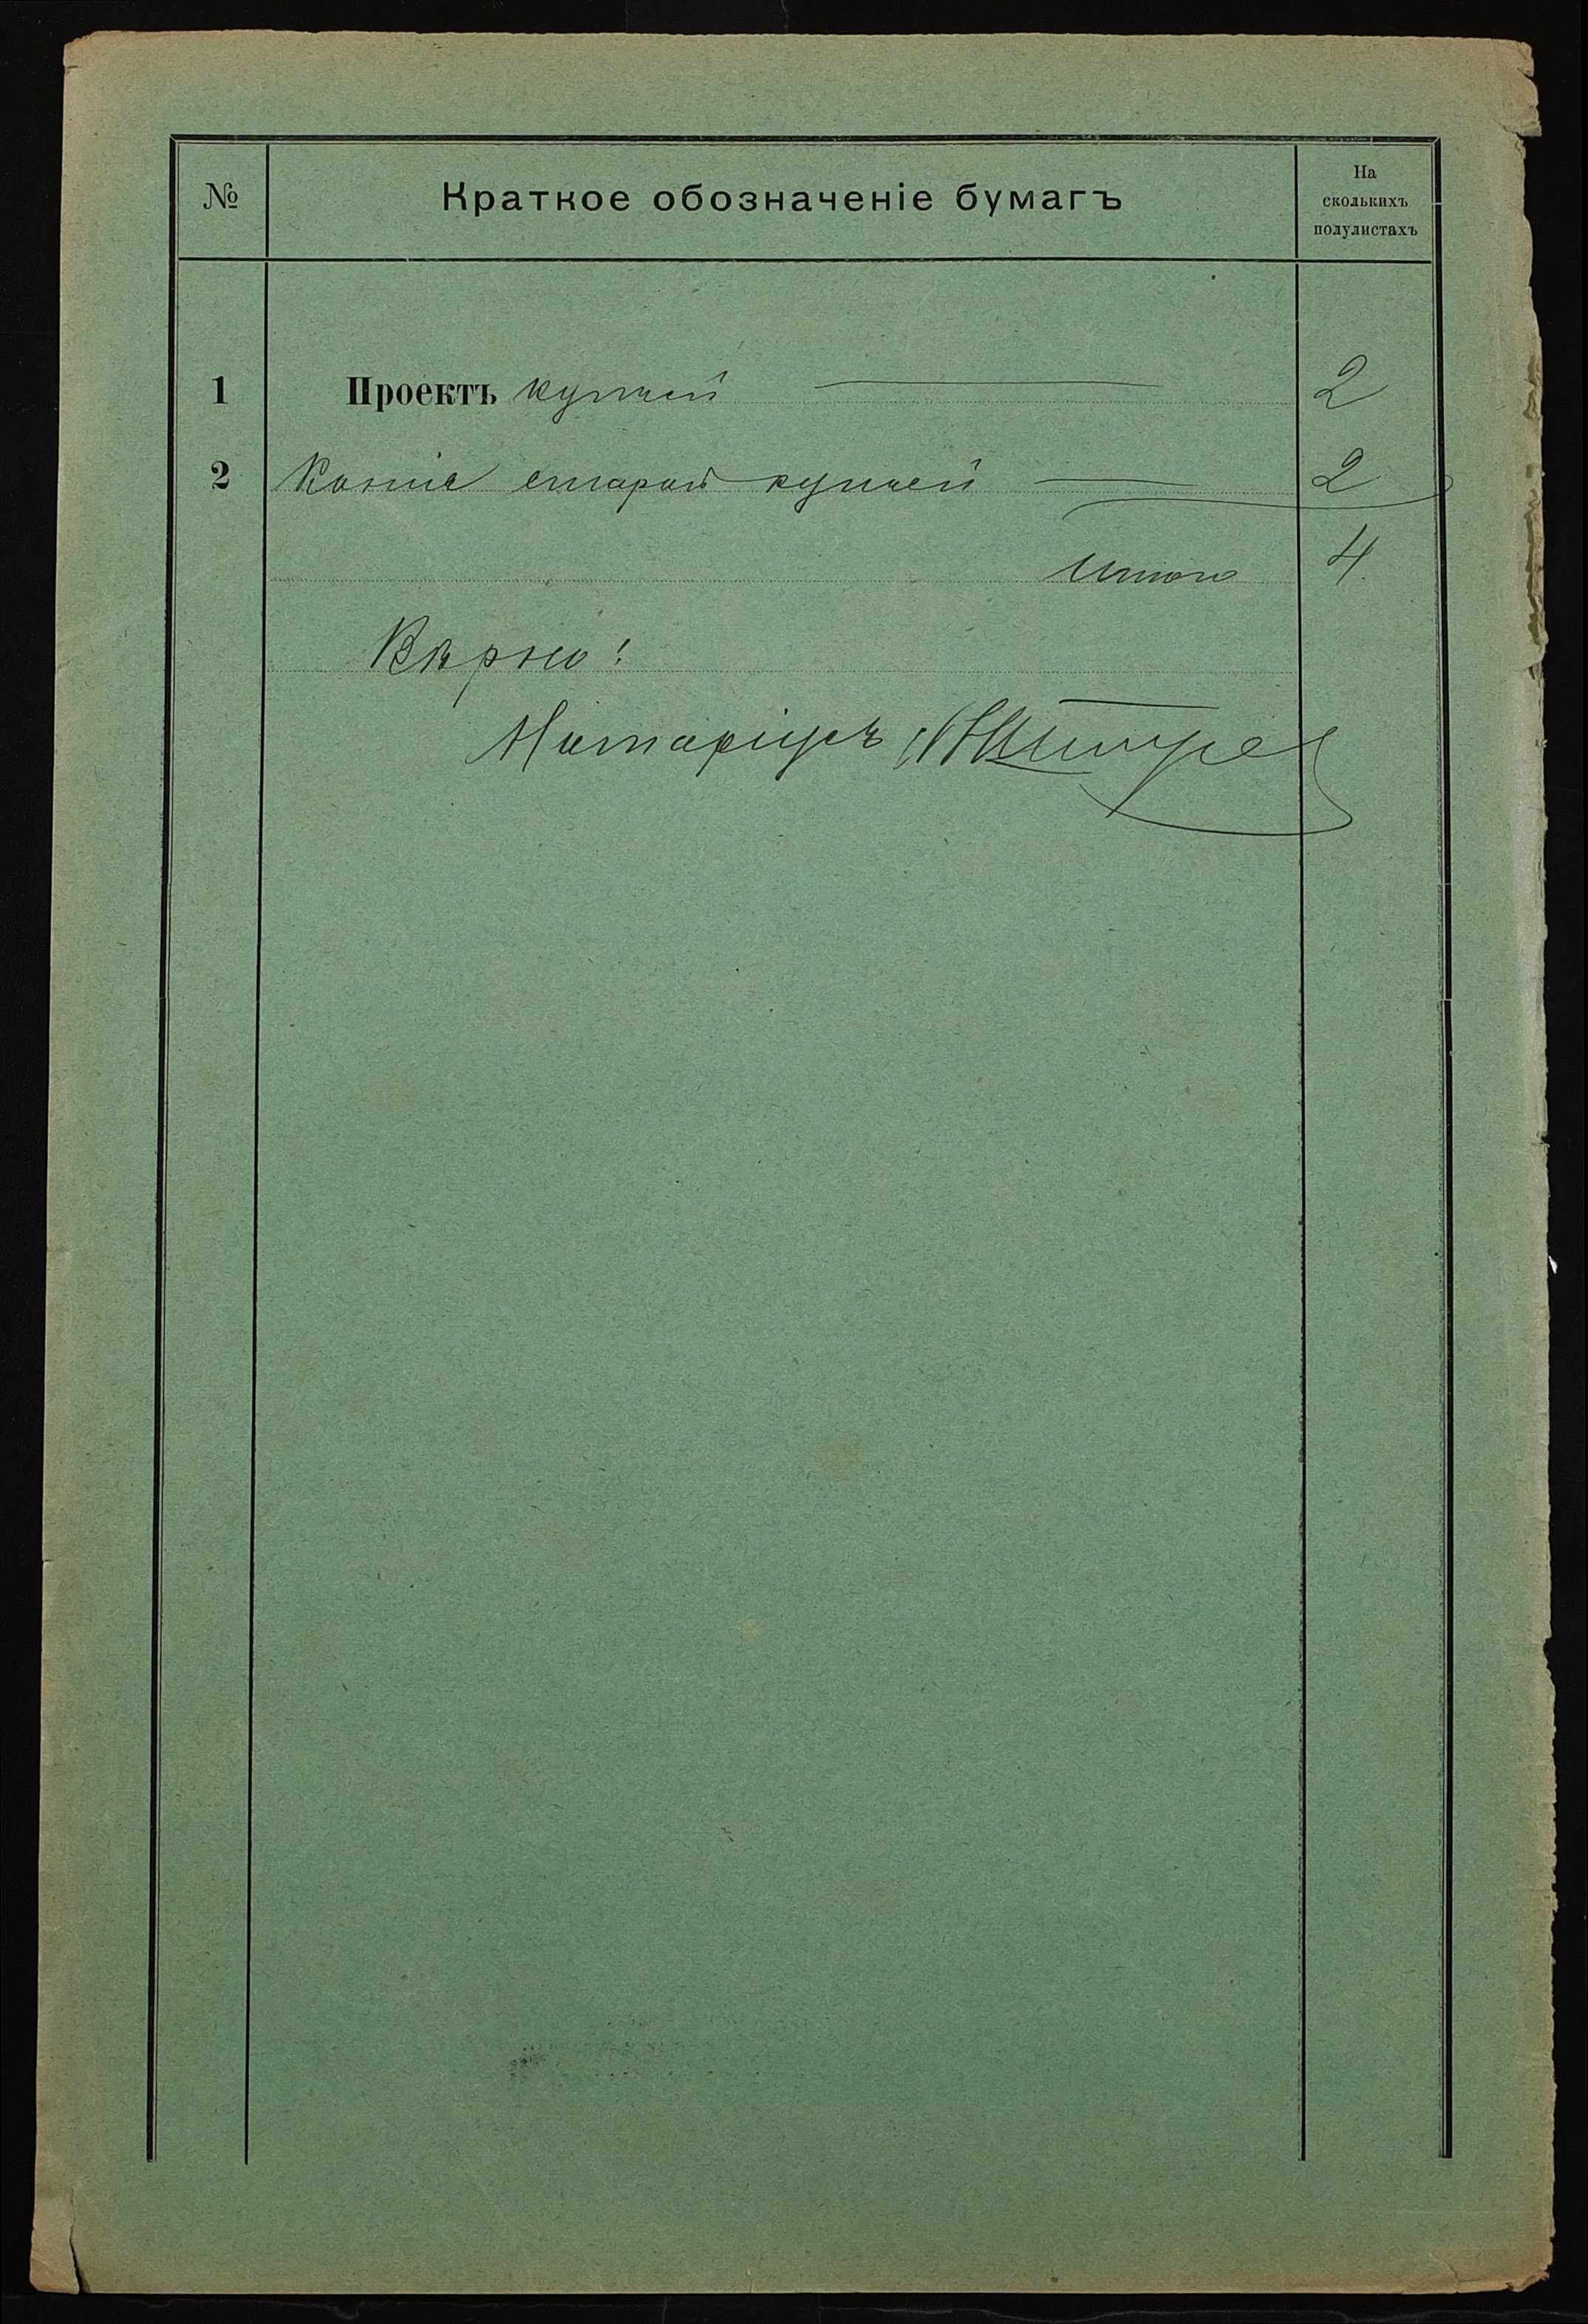 № Краткое обозначеніе бумагъ На сколькихъ полулистахъ
1 Проектъ купчей 2
2 Копія старой купчей 2
Итого 4.
Вѣрно!
Нотаріусъ